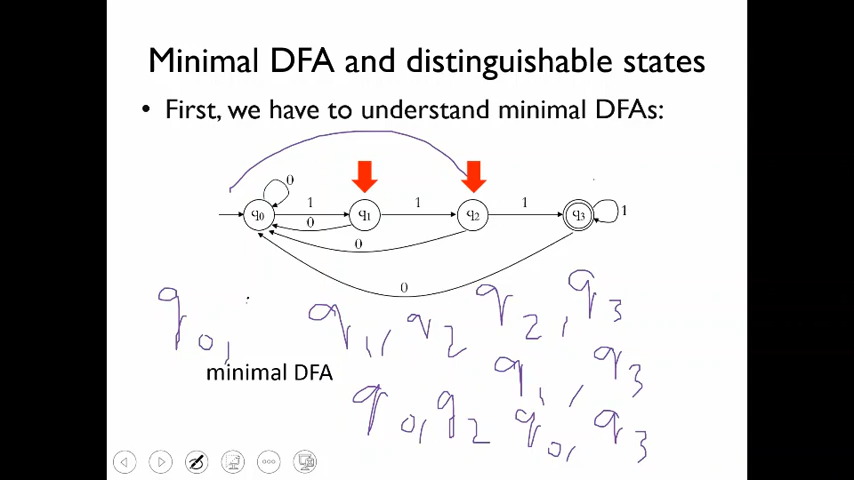 Minimal DFA and distinguishable states
• First, we have to understand minimal DFAs:
0
1 1 1
q0 q1 q2 q3 1
0
0
0
q0,
q1, q2
q2, q3
minimal DFA
q1, q3
q0, q2
q0, q3